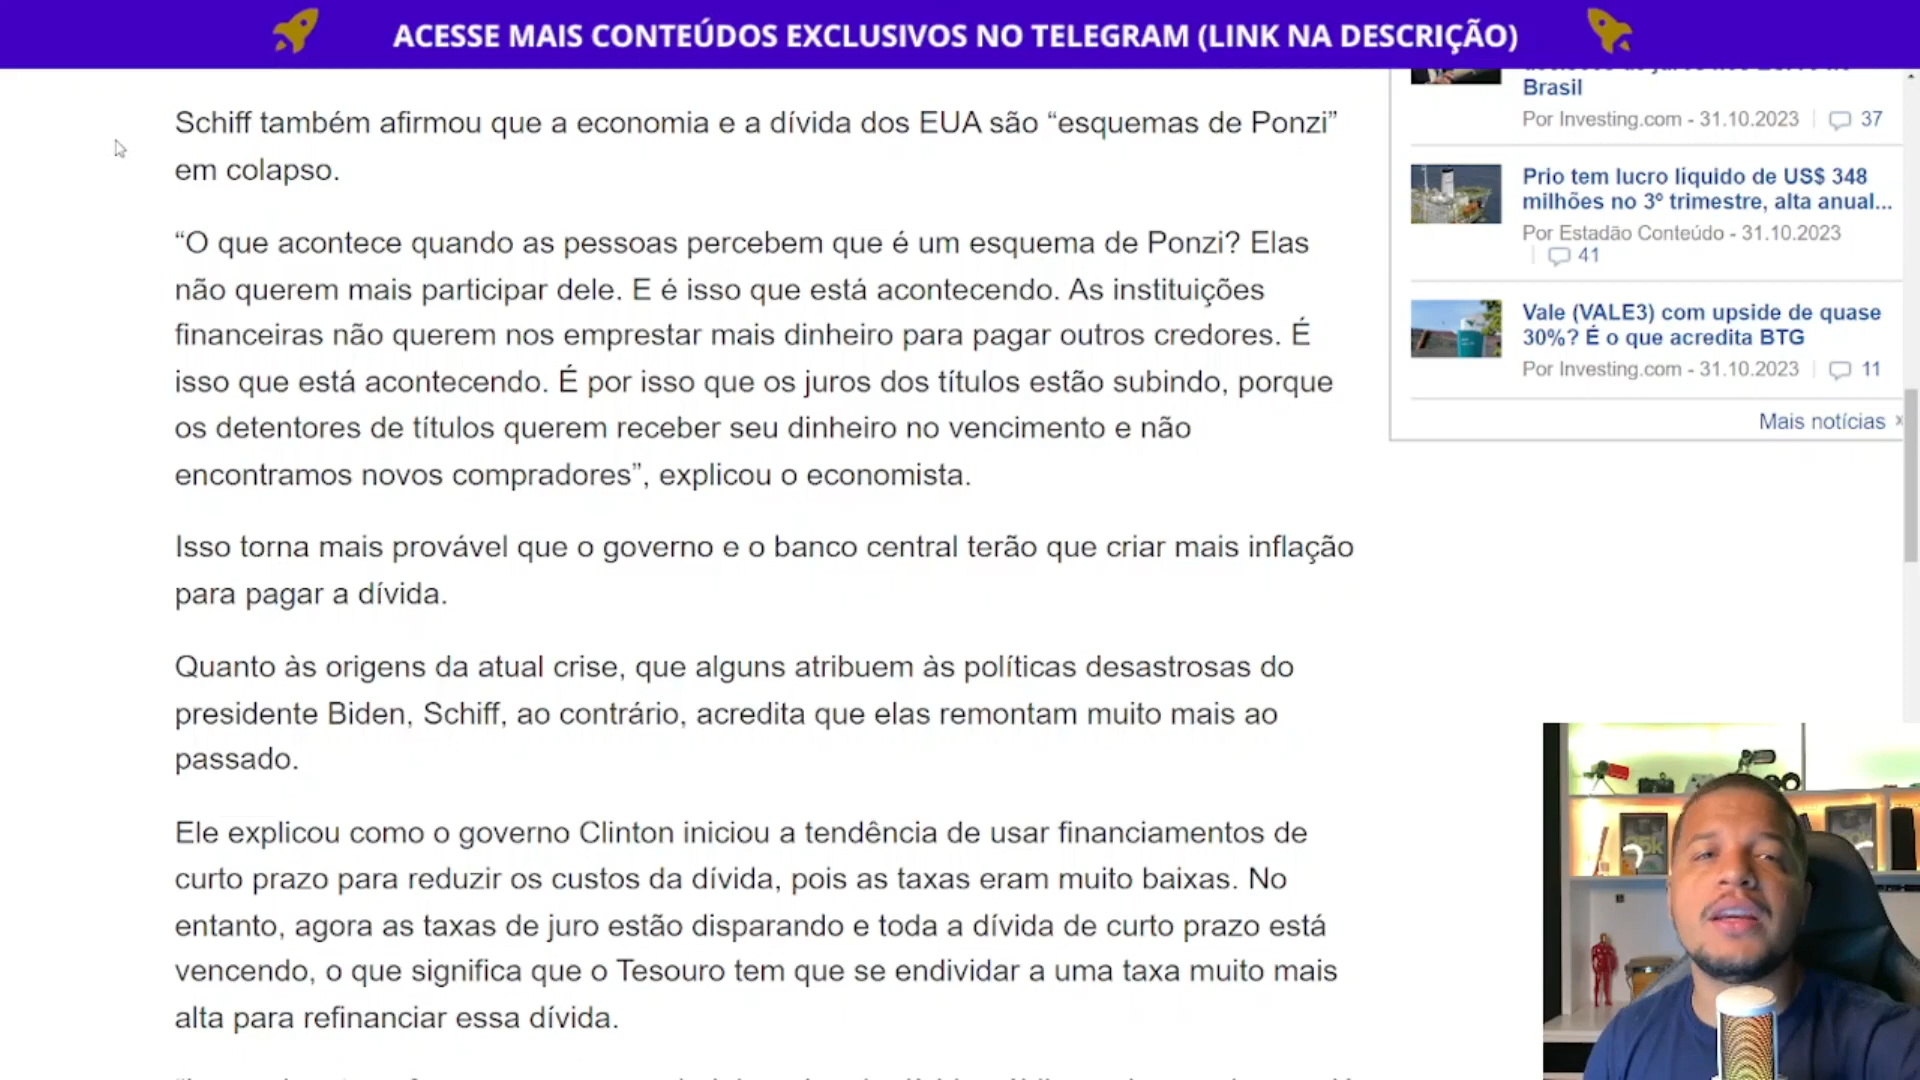 ACESSE MAIS CONTEÚDOS EXCLUSIVOS NO TELEGRAM (LINK NA DESCRIÇÃO)
Schiff também afirmou que a economia e a dívida dos EUA são “esquemas de Ponzi”
em colapso.
“O que acontece quando as pessoas percebem que é um esquema de Ponzi? Elas
não querem mais participar dele. E é isso que está acontecendo. As instituições
financeiras não querem nos emprestar mais dinheiro para pagar outros credores. É
isso que está acontecendo. É por isso que os juros dos títulos estão subindo, porque
os detentores de títulos querem receber seu dinheiro no vencimento e não
encontramos novos compradores”, explicou o economista.
Isso torna mais provável que o governo e o banco central terão que criar mais inflação
para pagar a dívida.
Quanto às origens da atual crise, que alguns atribuem às políticas desastrosas do
presidente Biden, Schiff, ao contrário, acredita que elas remontam muito mais ao
passado.
Ele explicou como o governo Clinton iniciou a tendência de usar financiamentos de
curto prazo para reduzir os custos da dívida, pois as taxas eram muito baixas. No
entanto, agora as taxas de juro estão disparando e toda a dívida de curto prazo está
vencendo, o que significa que o Tesouro tem que se endividar a uma taxa muito mais
alta para refinanciar essa dívida.
Brasil
Por Investing.com - 31.10.2023 | 37
Prio tem lucro liquido de US$ 348
milhões no 3º trimestre, alta anual...
Por Estadão Conteúdo - 31.10.2023
| 41
Vale (VALE3) com upside de quase
30%? É o que acredita BTG
Por Investing.com - 31.10.2023 | 11
Mais notícias